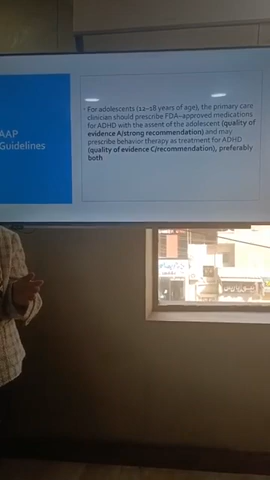 AAP
Guidelines
For adolescents (12–18 years of age), the primary care
clinician should prescribe FDA–approved medications
for ADHD with the assent of the adolescent (quality of
evidence A/strong recommendation) and may
prescribe behavior therapy as treatment for ADHD
(quality of evidence C/recommendation), preferably
both